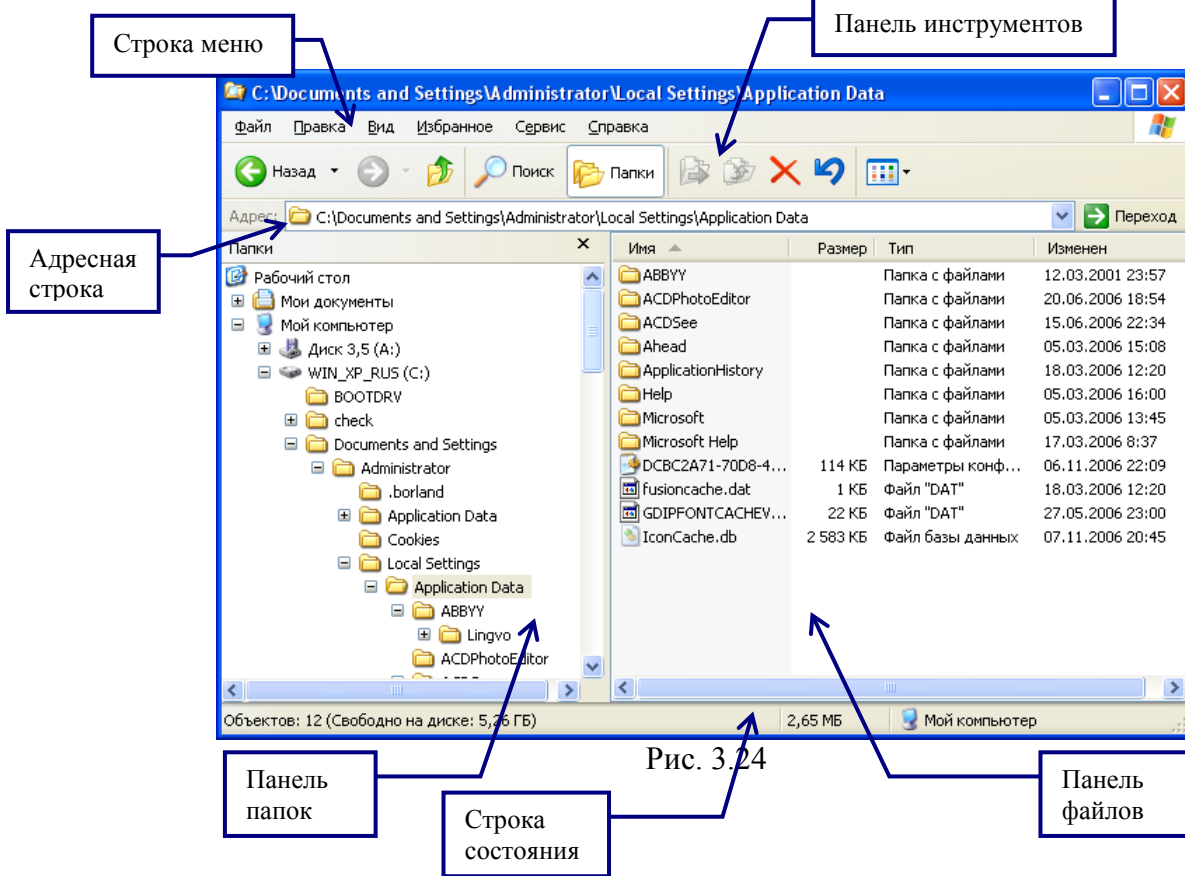 Строка меню
Панель инструментов
C:\Documents and Settings\Administrator\Local Settings\Application Data
Файл Правка Вид Избранное Сервис Справка
Назад Поиск Папки
Адрес: C:\Documents and Settings\Administrator\Local Settings\Application Data Переход
Адресная
строка
Папки
Рабочий стол
Мои документы
Мой компьютер
Диск 3,5 (A:)
WIN_XP_RUS (C:)
BOOTDRV
check
Documents and Settings
Administrator
.borland
Application Data
Cookies
Local Settings
Application Data
ABBYY
Lingvo
ACDPhotoEditor
Имя Размер Тип Изменен
ABBYY Папка с файлами 12.03.2001 23:57
ACDPhotoEditor Папка с файлами 20.06.2006 18:54
ACDSee Папка с файлами 15.06.2006 22:34
Ahead Папка с файлами 05.03.2006 15:08
ApplicationHistory Папка с файлами 18.03.2006 12:20
Help Папка с файлами 05.03.2006 16:00
Microsoft Папка с файлами 05.03.2006 13:45
Microsoft Help Папка с файлами 17.03.2006 8:37
DCBC2A71-70D8-4... 114 КБ Параметры конф... 06.11.2006 22:09
fusioncache.dat 1 КБ Файл "DAT" 18.03.2006 12:20
GDIPFONTCACHEV... 22 КБ Файл "DAT" 27.05.2006 23:00
IconCache.db 2 583 КБ Файл базы данных 07.11.2006 20:45
Объектов: 12 (Свободно на диске: 5,26 ГБ) 2,65 МБ Мой компьютер
Рис. 3.24
Панель
папок
Строка
состояния
Панель
файлов